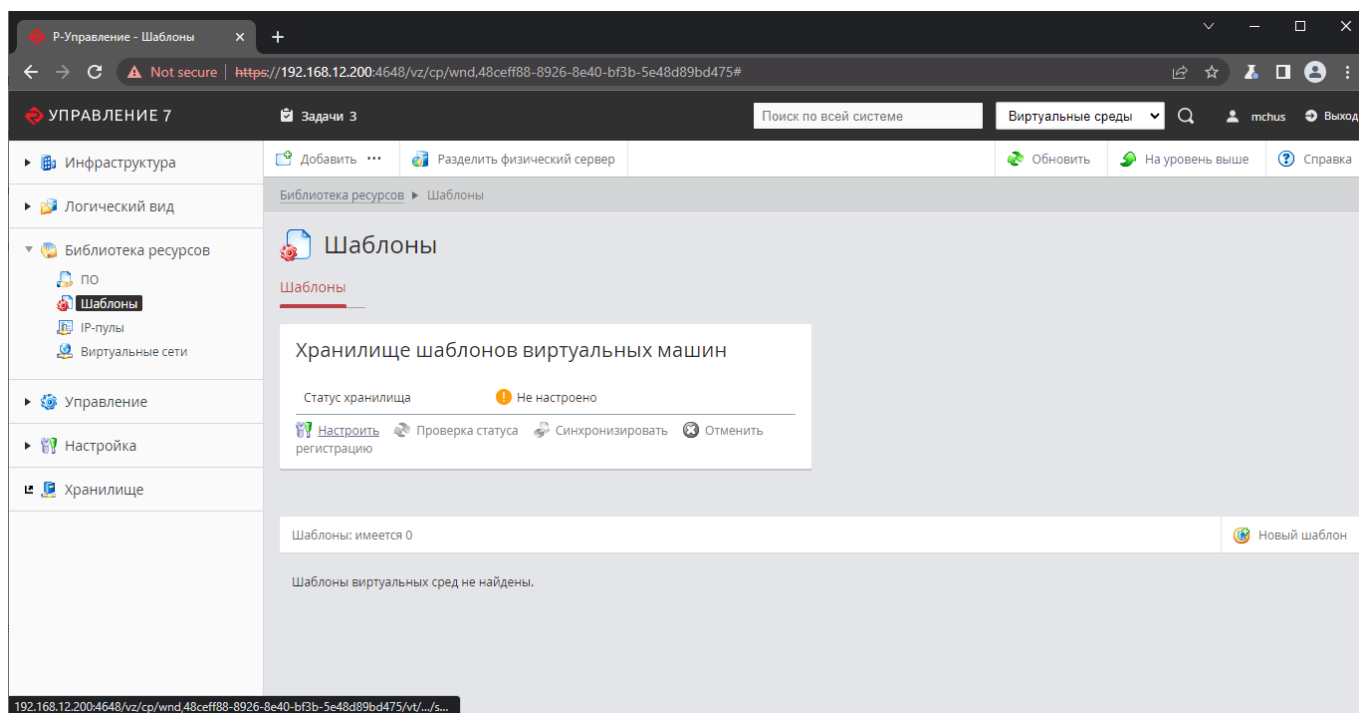 Р-Управление - Шаблоны
Not secure | https://192.168.12.200:4648/vz/cp/wnd,48ceff88-8926-8e40-bf3b-5e48d89bd475#
УПРАВЛЕНИЕ 7 Задачи 3 Поиск по всей системе Виртуальные среды mchus Выход
Инфраструктура
Логический вид
Библиотека ресурсов
ПО
Шаблоны
IP-пулы
Виртуальные сети
Управление
Настройка
Хранилище
Добавить ••• Разделить физический сервер Обновить На уровень выше Справка
Библиотека ресурсов ▸ Шаблоны
Шаблоны
Шаблоны
Хранилище шаблонов виртуальных машин
Статус хранилища Не настроено
Настроить Проверка статуса Синхронизировать Отменить
регистрацию
Шаблоны: имеется 0 Новый шаблон
Шаблоны виртуальных сред не найдены.
192.168.12.200:4648/vz/cp/wnd,48ceff88-8926-8e40-bf3b-5e48d89bd475/vt/.../s...